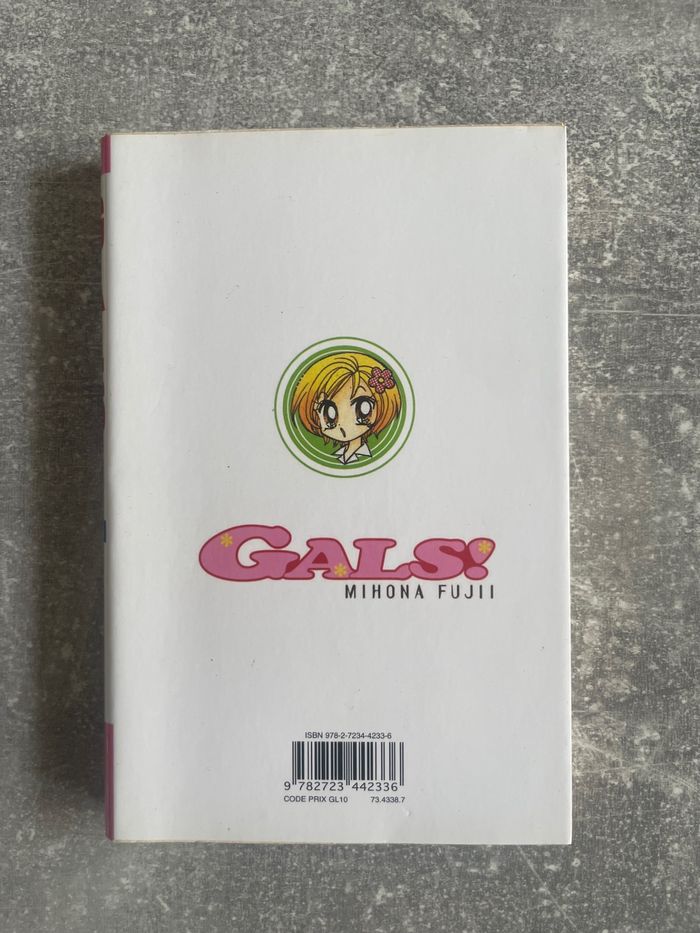 GALS!
MIHONA FUJII
ISBN 978-2-7234-4233-6
9 782723 442336
CODE PRIX GL10 73.4338.7